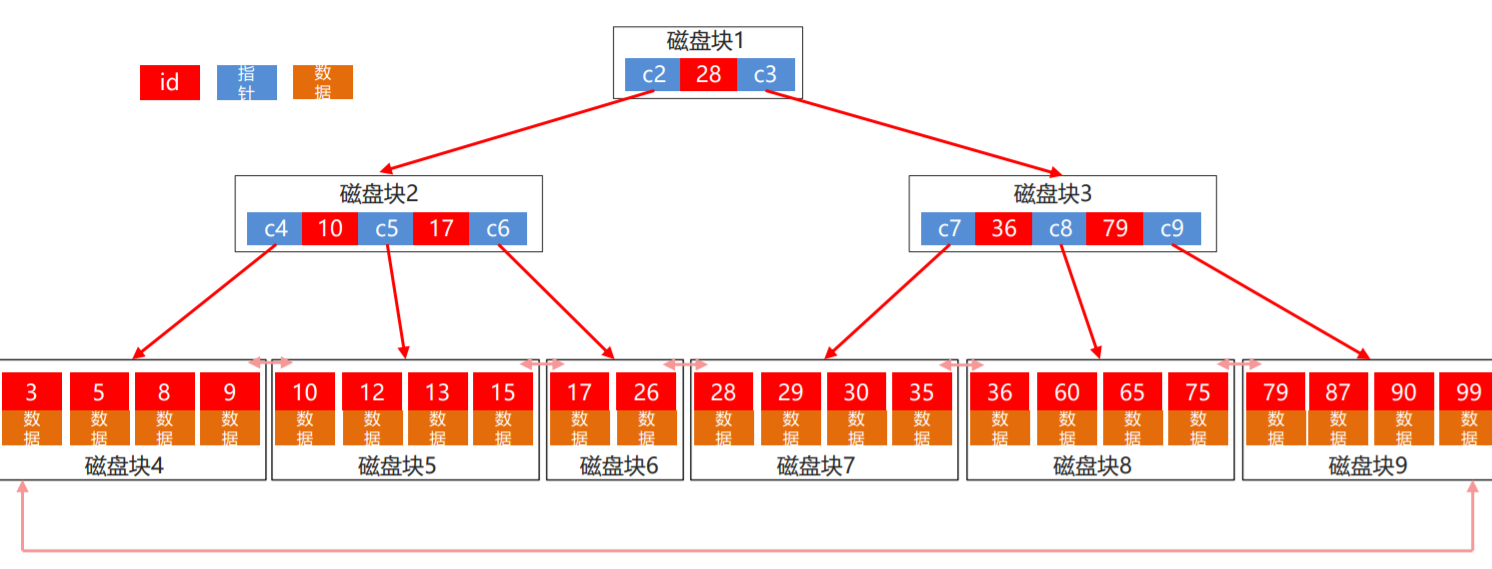 磁盘块1
id 指针 数据
c2 28 c3
磁盘块2
磁盘块3
c4 10 c5 17 c6
c7 36 c8 79 c9
3 5 8 9
数据 数据 数据 数据
磁盘块4
10 12 13 15
数据 数据 数据 数据
磁盘块5
17 26
数据 数据
磁盘块6
28 29 30 35
数据 数据 数据 数据
磁盘块7
36 60 65 75
数据 数据 数据 数据
磁盘块8
79 87 90 99
数据 数据 数据 数据
磁盘块9